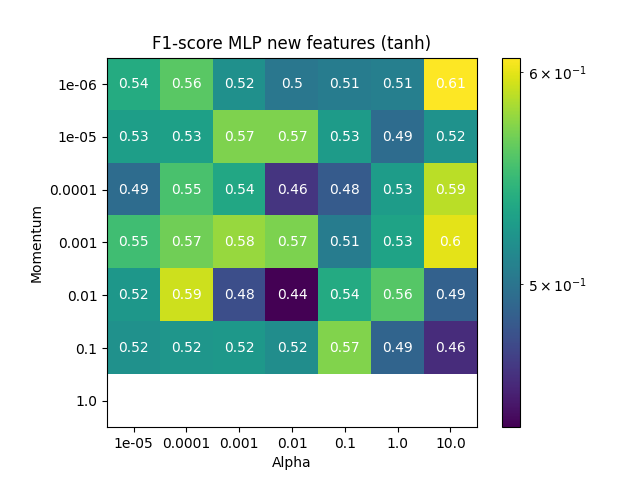 F1-score MLP new features (tanh)
1e-06 0.54 0.56 0.52 0.5 0.51 0.51 0.61
1e-05 0.53 0.53 0.57 0.57 0.53 0.49 0.52
0.0001 0.49 0.55 0.54 0.46 0.48 0.53 0.59
0.001 0.55 0.57 0.58 0.57 0.51 0.53 0.6
0.01 0.52 0.59 0.48 0.44 0.54 0.56 0.49
0.1 0.52 0.52 0.52 0.52 0.57 0.49 0.46
1.0
Momentum
1e-05 0.0001 0.001 0.01 0.1 1.0 10.0
Alpha
6 × 10⁻¹
5 × 10⁻¹